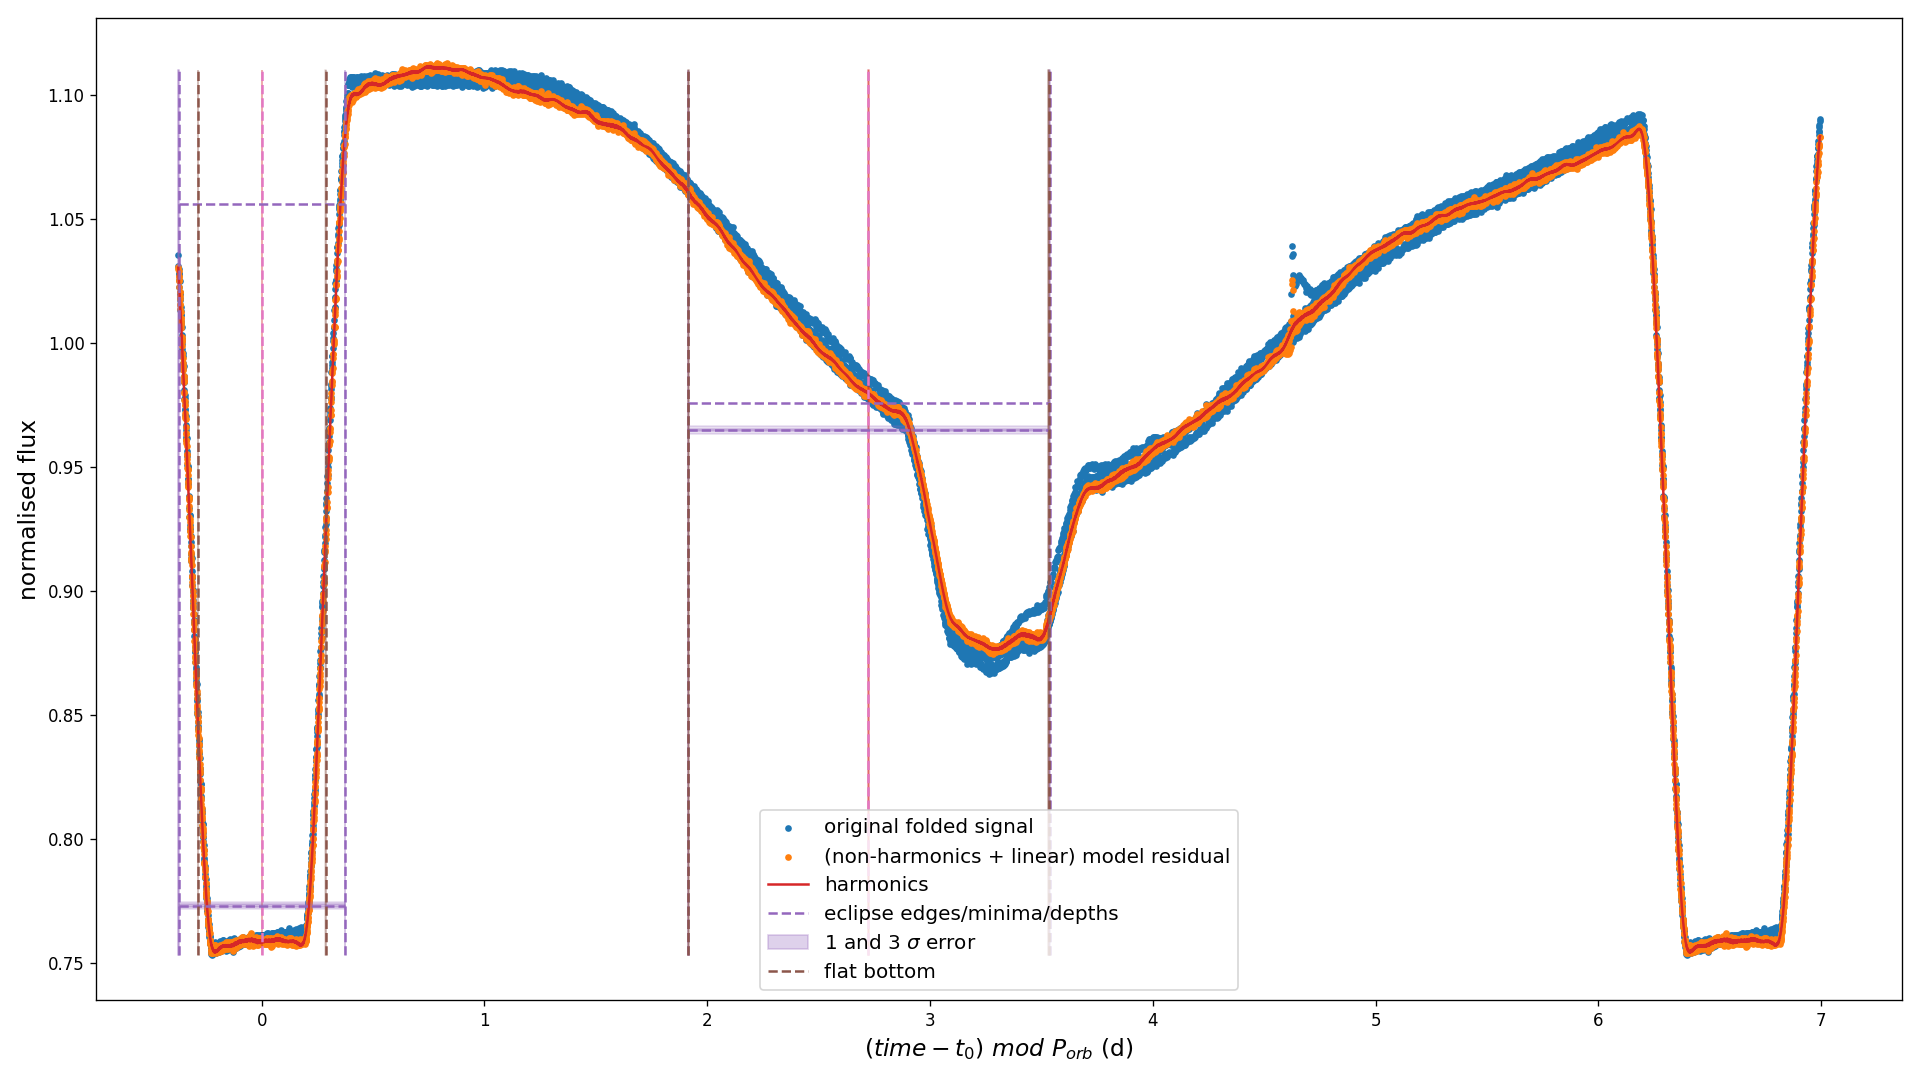 normalised flux
1.10
1.05
1.00
0.95
0.90
0.85
0.80
0.75
original folded signal
(non-harmonics + linear) model residual
harmonics
eclipse edges/minima/depths
1 and 3 σ error
flat bottom
0 1 2 3 4 5 6 7
(time − t₀) mod Pₒᵣb (d)